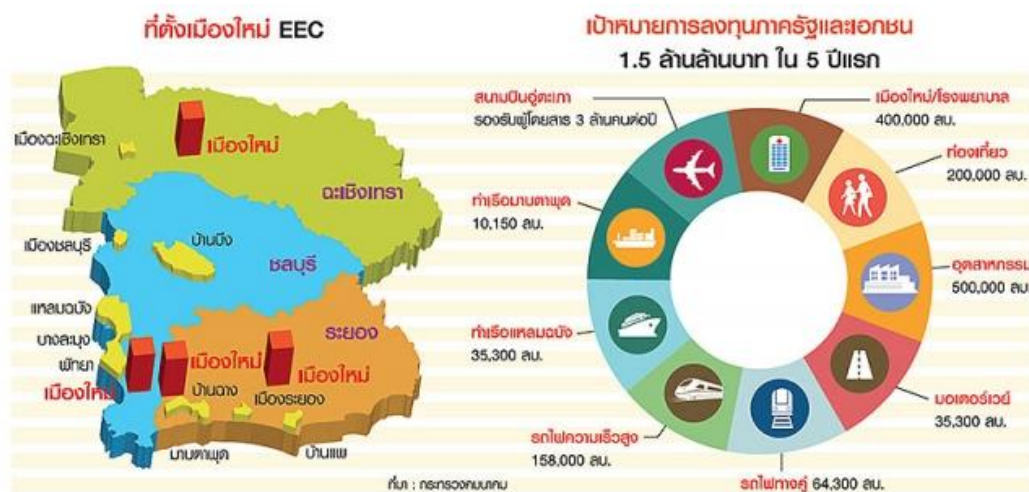 ที่ตั้งเมืองใหม่ EEC
เมืองฉะเชิงเทรา
เมืองใหม่
ฉะเชิงเทรา
เมืองชลบุรี
บ้านบึง
ชลบุรี
แหลมฉบัง
บางละมุง
พัทยา
ระยอง
เมืองใหม่
เมืองใหม่
เมืองใหม่
บ้านฉาง
เมืองระยอง
มาบตาพุด
บ้านเพ
เป้าหมายการลงทุนภาครัฐและเอกชน
1.5 ล้านล้านบาท ใน 5 ปีแรก
สนามบินอู่ตะเภา
รองรับผู้โดยสาร 3 ล้านคนต่อปี
เมืองใหม่/โรงพยาบาล
400,000 ลบ.
ท่องเที่ยว
200,000 ลบ.
อุตสาหกรรม
500,000 ลบ.
มอเตอร์เวย์
35,300 ลบ.
รถไฟทางคู่ 64,300 ลบ.
รถไฟความเร็วสูง
158,000 ลบ.
ท่าเรือแหลมฉบัง
35,300 ลบ.
ท่าเรือมาบตาพุด
10,150 ลบ.
ที่มา : กระทรวงคมนาคม